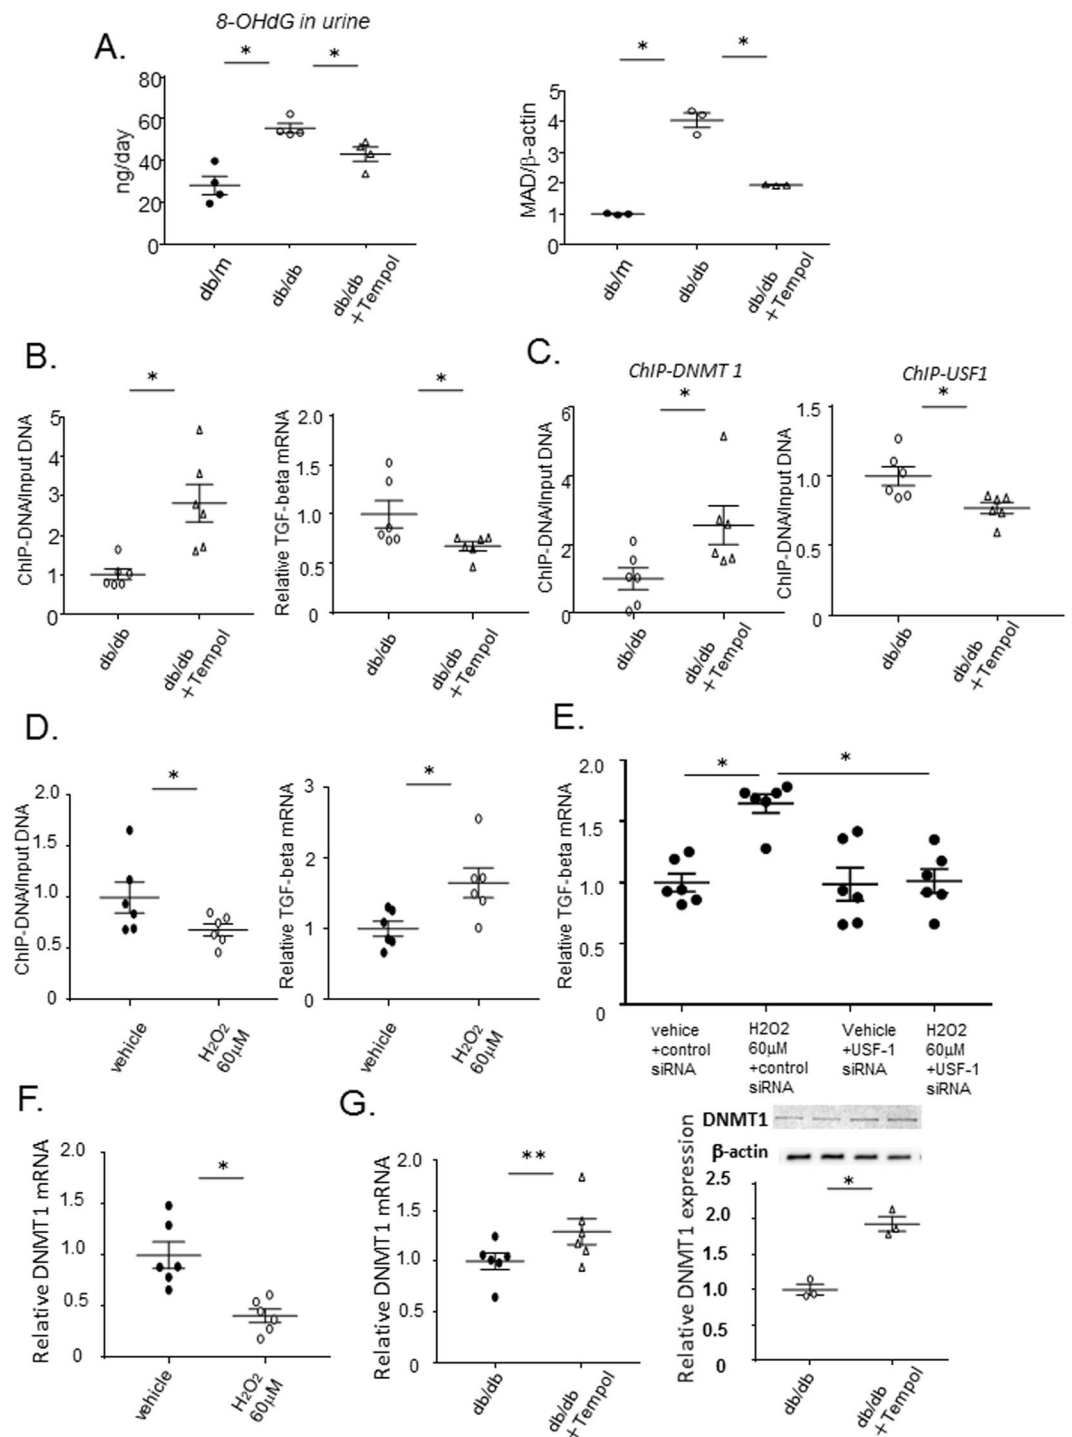 8-OHdG in urine
A.
*
*
80
60
40
20
0
ng/day
db/m
db/db
db/db
+Tempol
*
*
5
4
3
2
1
0
MAD/β-actin
db/m
db/db
db/db
+Tempol
B.
*
5
4
3
2
1
0
ChIP-DNA/Input DNA
db/db
db/db
+Tempol
*
2.0
1.5
1.0
0.5
0
Relative TGF-beta mRNA
db/db
db/db
+Tempol
C.
ChIP-DNMT 1
*
6
4
2
0
ChIP-DNA/Input DNA
db/db
db/db
+Tempol
ChIP-USF1
*
1.5
1.0
0.5
0
ChIP-DNA/Input DNA
db/db
db/db
+Tempol
D.
*
2.0
1.5
1.0
0.5
0
ChIP-DNA/Input DNA
vehicle
H2O2
60µM
*
3
2
1
0
Relative TGF-beta mRNA
vehicle
H2O2
60µM
E.
*
*
2.0
1.5
1.0
0.5
0
Relative TGF-beta mRNA
vehice
+control
siRNA
H2O2
60µM
+control
siRNA
Vehicle
+USF-1
siRNA
H2O2
60µM
+USF-1
siRNA
F.
*
2.0
1.5
1.0
0.5
0
Relative DNMT1 mRNA
vehicle
H2O2
60µM
G.
**
2.0
1.5
1.0
0.5
0
Relative DNMT1 mRNA
db/db
db/db
+Tempol
DNMT1
β-actin
*
2.5
2.0
1.5
1.0
0.5
0
Relative DNMT1 expression
db/db
db/db
+Tempol